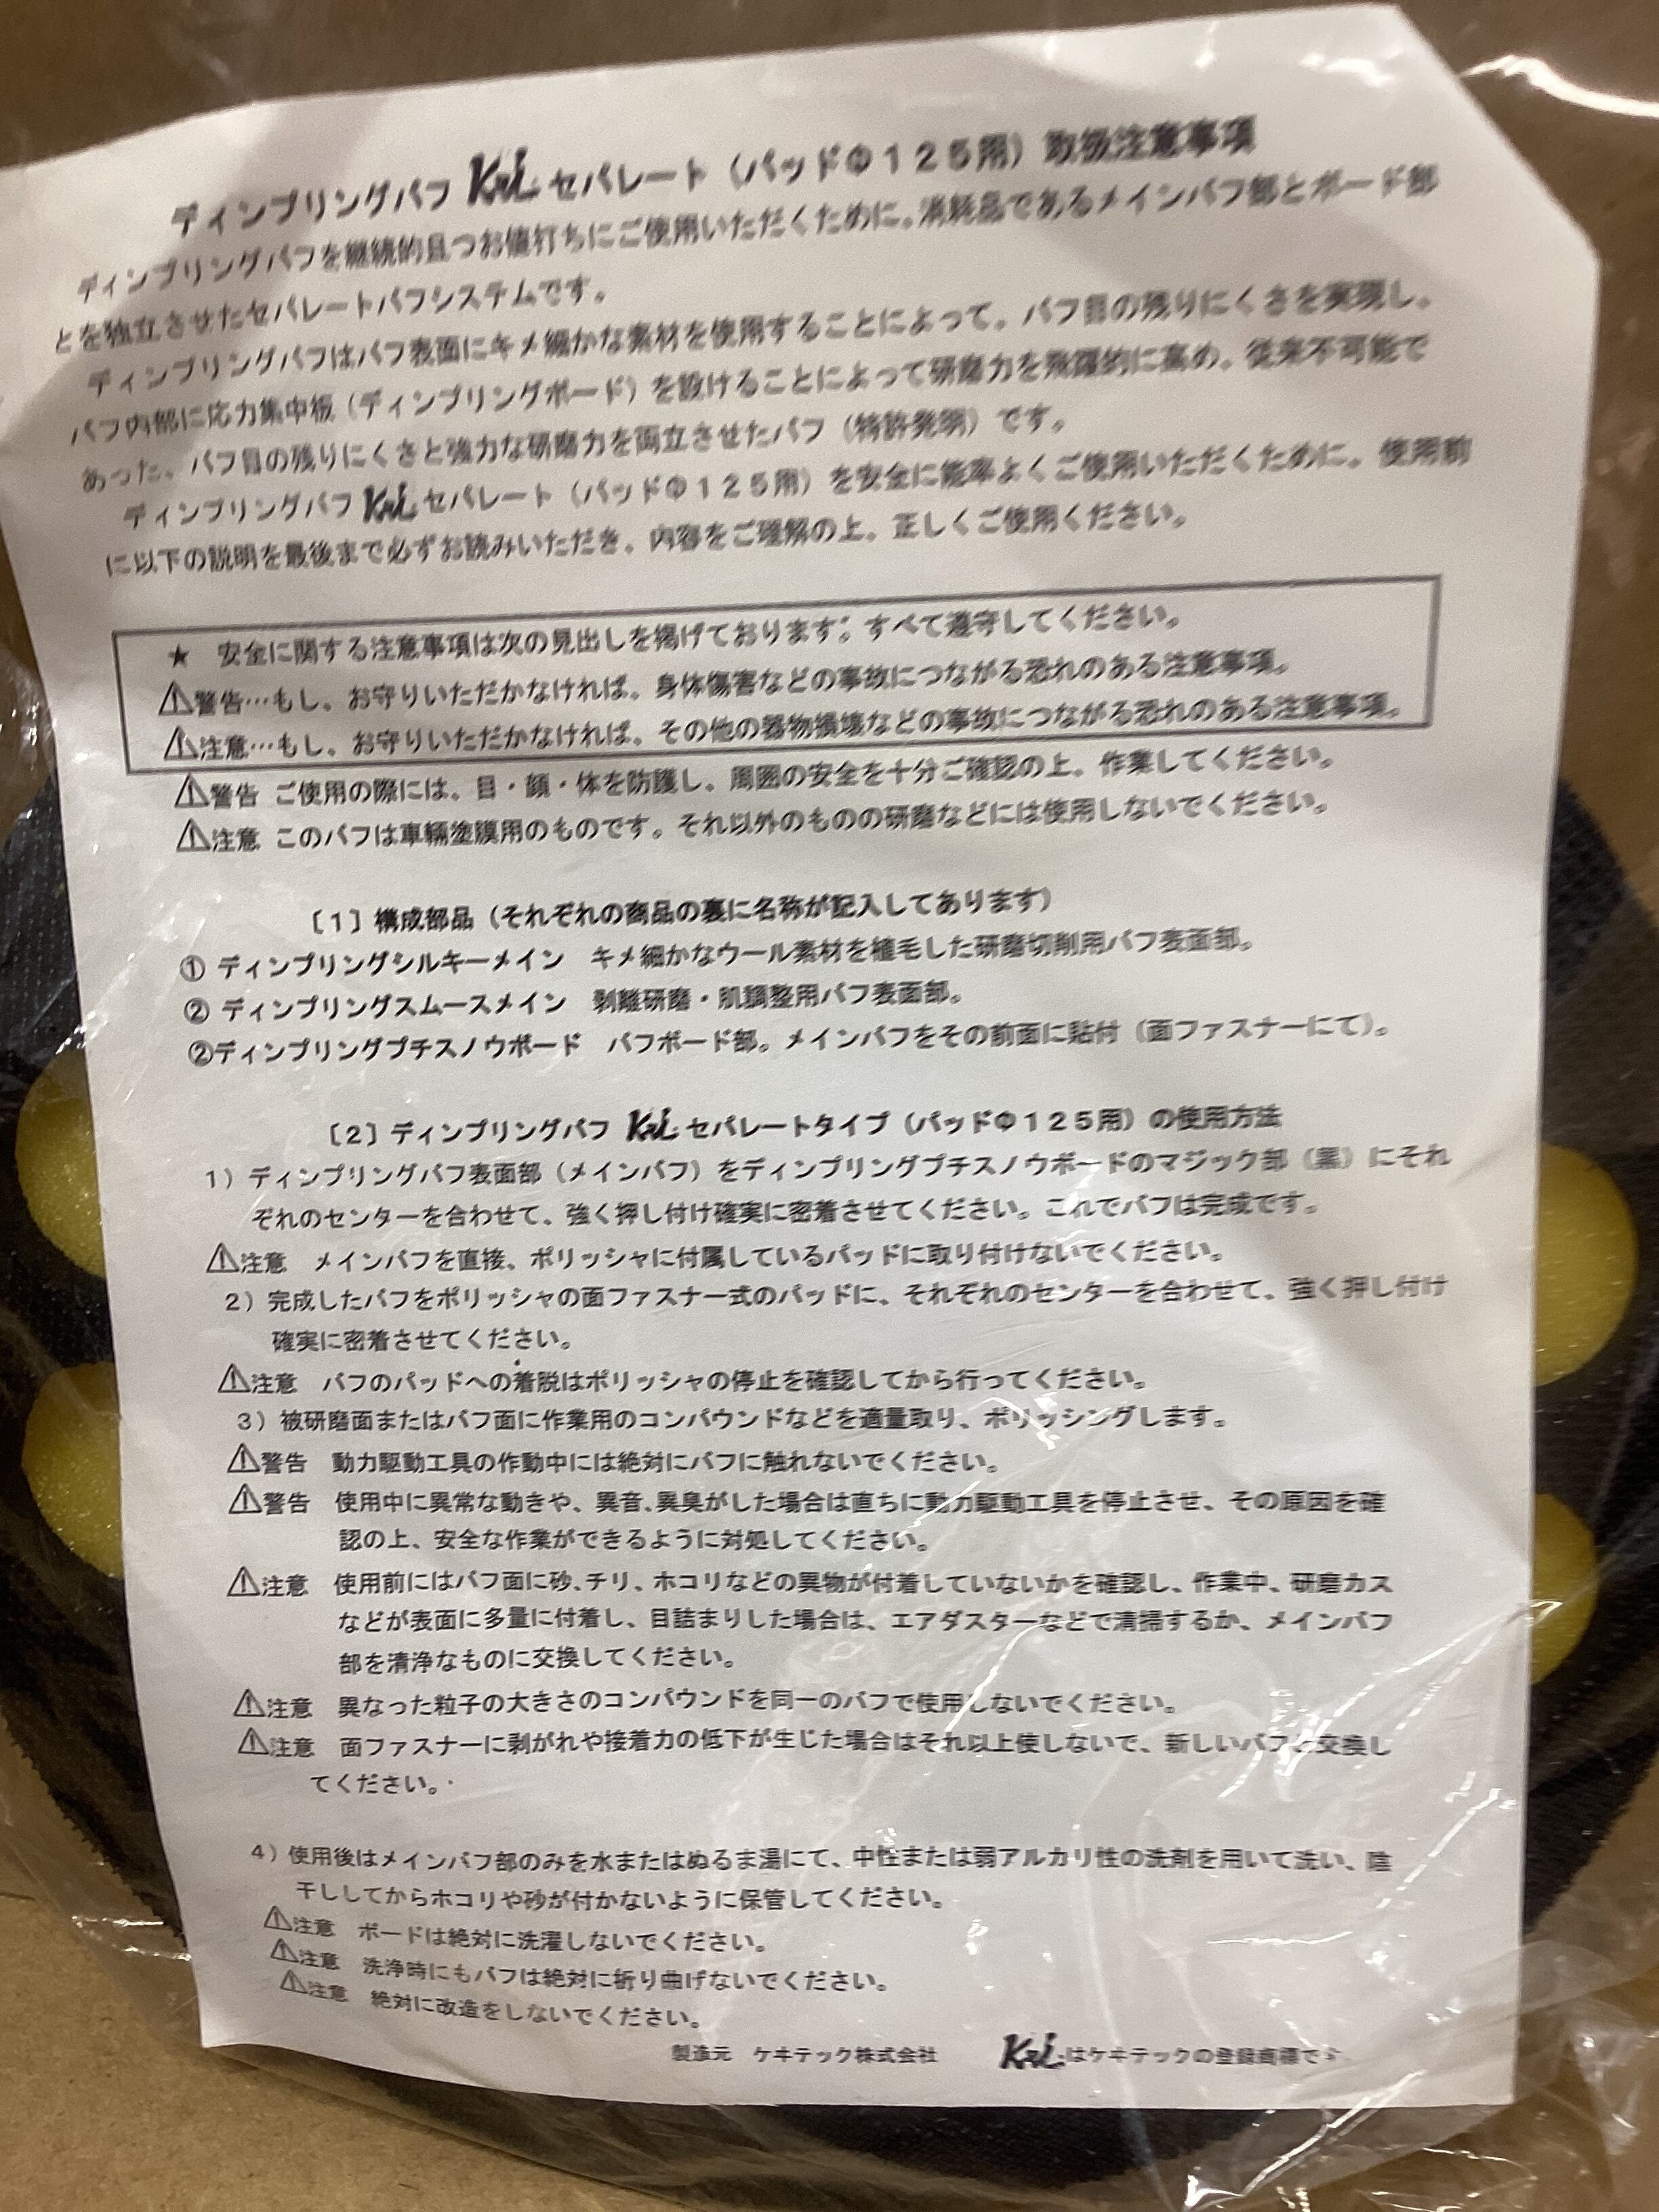 ディンプリングバフ KRL セパレート（パッドΦ１２５用）取扱注意事項
ディンプリングバフを継続的且つお値打ちにご使用いただくために、消耗品であるメインバフ部とボード部
とを独立させたセパレートバフシステムです。
ディンプリングバフはバフ表面にキメ細かな素材を使用することによって、バフ目の残りにくさを実現し、
バフ内部に応力集中板（ディンプリングボード）を設けることによって研磨力を飛躍的に高め、従来不可能で
あった、バフ目の残りにくさと強力な研磨力を両立させたバフ（特許発明）です。
ディンプリングバフ KRL セパレート（パッドΦ１２５用）を安全に能率よくご使用いただくために、使用前
に以下の説明を最後まで必ずお読みいただき、内容をご理解の上、正しくご使用ください。
★　安全に関する注意事項は次の見出しを掲げております。すべて遵守してください。
⚠警告…もし、お守りいただかなければ、身体傷害などの事故につながる恐れのある注意事項。
⚠注意…もし、お守りいただかなければ、その他の器物損壊などの事故につながる恐れのある注意事項。
⚠警告 ご使用の際には、目・顔・体を防護し、周囲の安全を十分ご確認の上、作業してください。
⚠注意 このバフは車輛塗膜用のものです。それ以外のものの研磨などには使用しないでください。
〔１〕構成部品（それぞれの商品の裏に名称が記入してあります）
① ディンプリングシルキーメイン　キメ細かなウール素材を植毛した研磨切削用バフ表面部。
② ディンプリングスムースメイン　剥離研磨・肌調整用バフ表面部。
②ディンプリングプチスノウボード　バフボード部。メインバフをその前面に貼付（面ファスナーにて）。
〔２〕ディンプリングバフ KRL セパレートタイプ（パッドΦ１２５用）の使用方法
１）ディンプリングバフ表面部（メインバフ）をディンプリングプチスノウボードのマジック部（黒）にそれ
ぞれのセンターを合わせて、強く押し付け確実に密着させてください。これでバフは完成です。
⚠注意　メインバフを直接、ポリッシャに付属しているパッドに取り付けないでください。
２）完成したバフをポリッシャの面ファスナー式のパッドに、それぞれのセンターを合わせて、強く押し付け
確実に密着させてください。
⚠注意　バフのパッドへの着脱はポリッシャの停止を確認してから行ってください。
３）被研磨面またはバフ面に作業用のコンパウンドなどを適量取り、ポリッシングします。
⚠警告　動力駆動工具の作動中には絶対にバフに触れないでください。
⚠警告　使用中に異常な動きや、異音､異臭がした場合は直ちに動力駆動工具を停止させ、その原因を確
認の上、安全な作業ができるように対処してください。
⚠注意　使用前にはバフ面に砂､チリ、ホコリなどの異物が付着していないかを確認し、作業中、研磨カス
などが表面に多量に付着し、目詰まりした場合は、エアダスターなどで清掃するか、メインバフ
部を清浄なものに交換してください。
⚠注意　異なった粒子の大きさのコンパウンドを同一のバフで使用しないでください。
⚠注意　面ファスナーに剥がれや接着力の低下が生じた場合はそれ以上使しないで、新しいバフと交換し
てください。
４）使用後はメインバフ部のみを水またはぬるま湯にて、中性または弱アルカリ性の洗剤を用いて洗い、陰
干ししてからホコリや砂が付かないように保管してください。
⚠注意　ボードは絶対に洗濯しないでください。
⚠注意　洗浄時にもバフは絶対に折り曲げないでください。
⚠注意　絶対に改造をしないでください。
製造元　ケヰテック株式会社　KRLはケヰテックの登録商標です